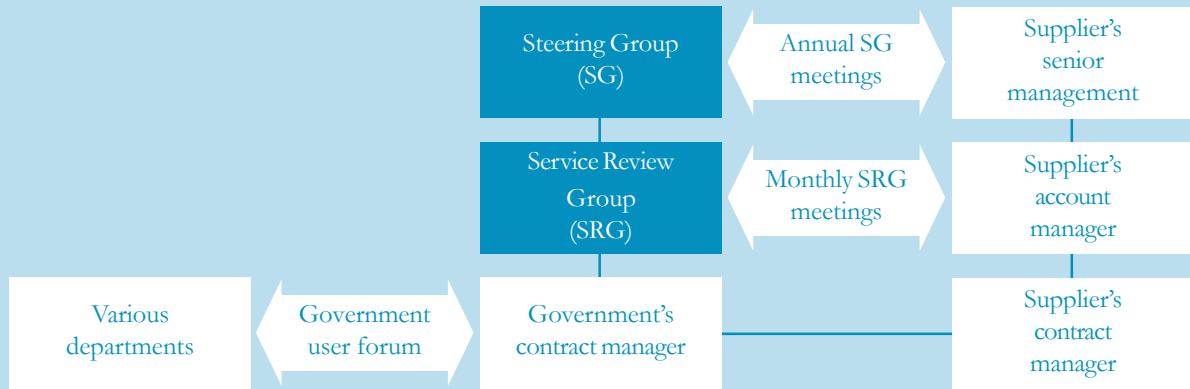 Steering Group
(SG)
Annual SG
meetings
Supplier's
senior
management
Service Review
Group
(SRG)
Monthly SRG
meetings
Supplier's
account
manager
Various
departments
Government
user forum
Government's
contract manager
Supplier's
contract
manager